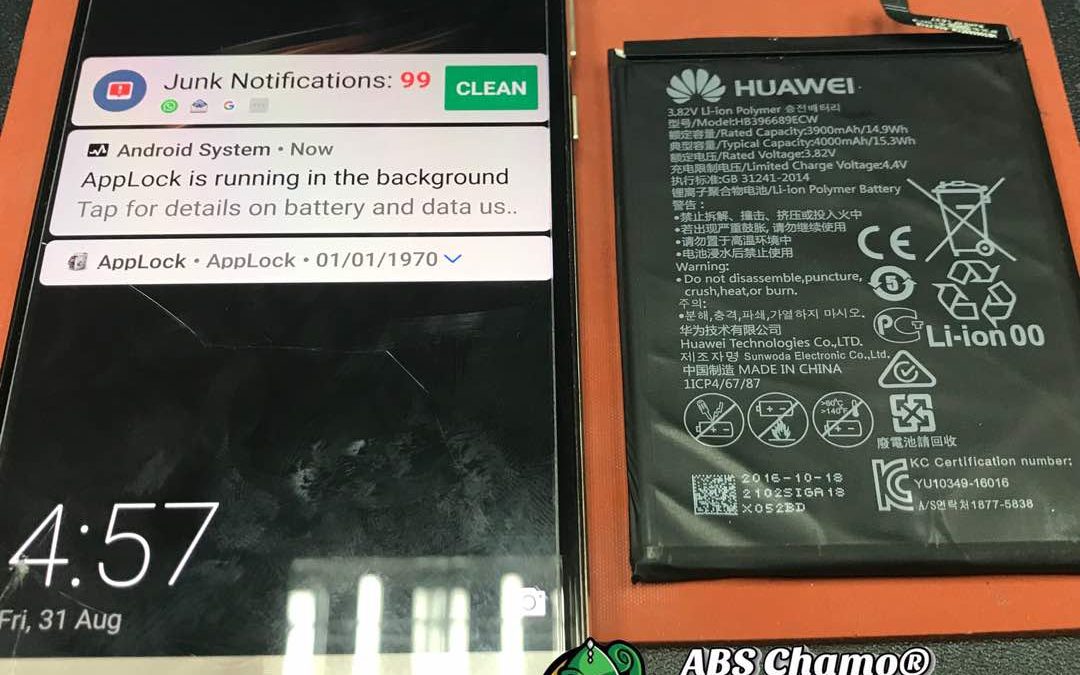 Junk Notifications: 99
CLEAN
Android System • Now
AppLock is running in the background
Tap for details on battery and data us..
AppLock • AppLock • 01/01/1970
4:57
Fri, 31 Aug
HUAWEI
3.82V Li-ion Polymer 충전배터리
型号/Model:HB396689ECW
额定容量/Rated Capacity:3900mAh/14.9Wh
典型容量/Typical Capacity:4000mAh/15.3Wh
额定电压/Rated Voltage:3.82V
充电限制电压/Limited Charge Voltage:4.4V
执行标准:GB 31241-2014
锂离子聚合物电池/Li-ion Polymer Battery
警告:
•禁止拆解、撞击、挤压或投入火中
•若出现严重鼓胀, 请勿继续使用
•请勿置于高温环境中
•电池浸水后禁止使用
Warning:
•Do not disassemble,puncture,
crush,heat,or burn.
주의:
•분해,충격,파쇄,가열하지 마시오.
华为技术有限公司
Huawei Technologies Co.,LTD.
제조자명 Sunwoda Electronic Co.,Ltd.
中国制造 MADE IN CHINA
1ICP4/67/87
CE
5
Li-ion 00
>60℃
>140℉
廢電池請回收
KC Certification number:
YU10349-16016
A/S연락처1877-5838
2016-10-18
2102SIGA18
X052BD
ABS Chamo®